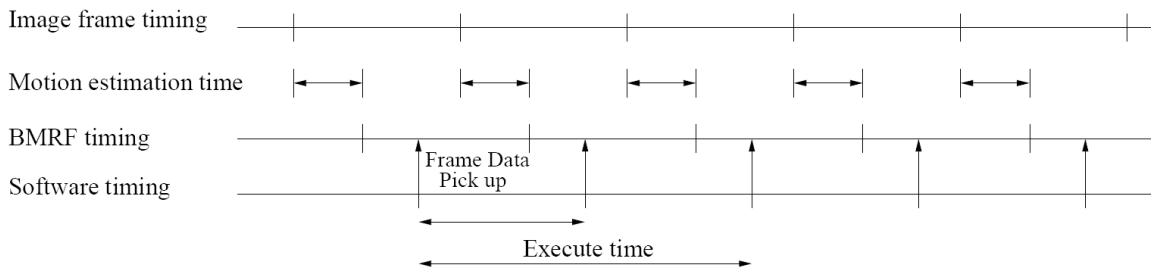 Image frame timing
Motion estimation time
BMRF timing
Frame Data
Pick up
Software timing
Execute time